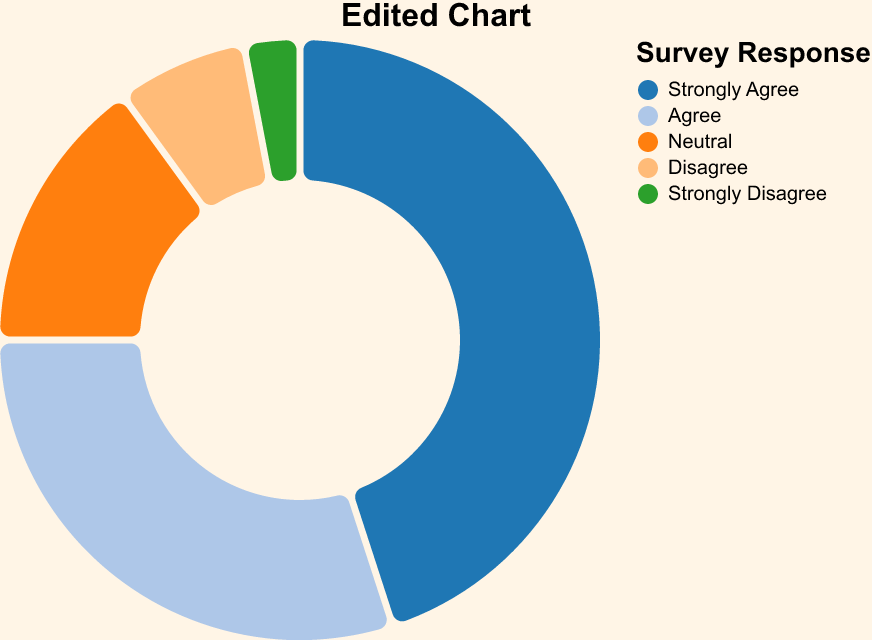 Edited Chart
Survey Response
Strongly Agree
Agree
Neutral
Disagree
Strongly Disagree